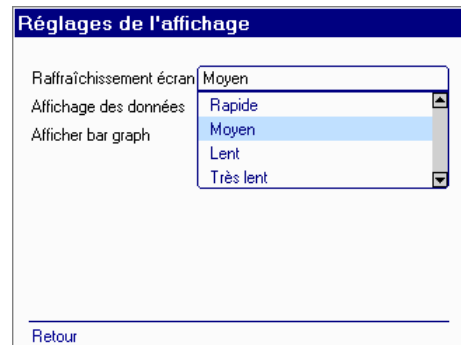 Réglages de l'affichage
Raffraîchissement écran Moyen
Affichage des données
Rapide
Afficher bar graph
Moyen
Lent
Très lent
Retour